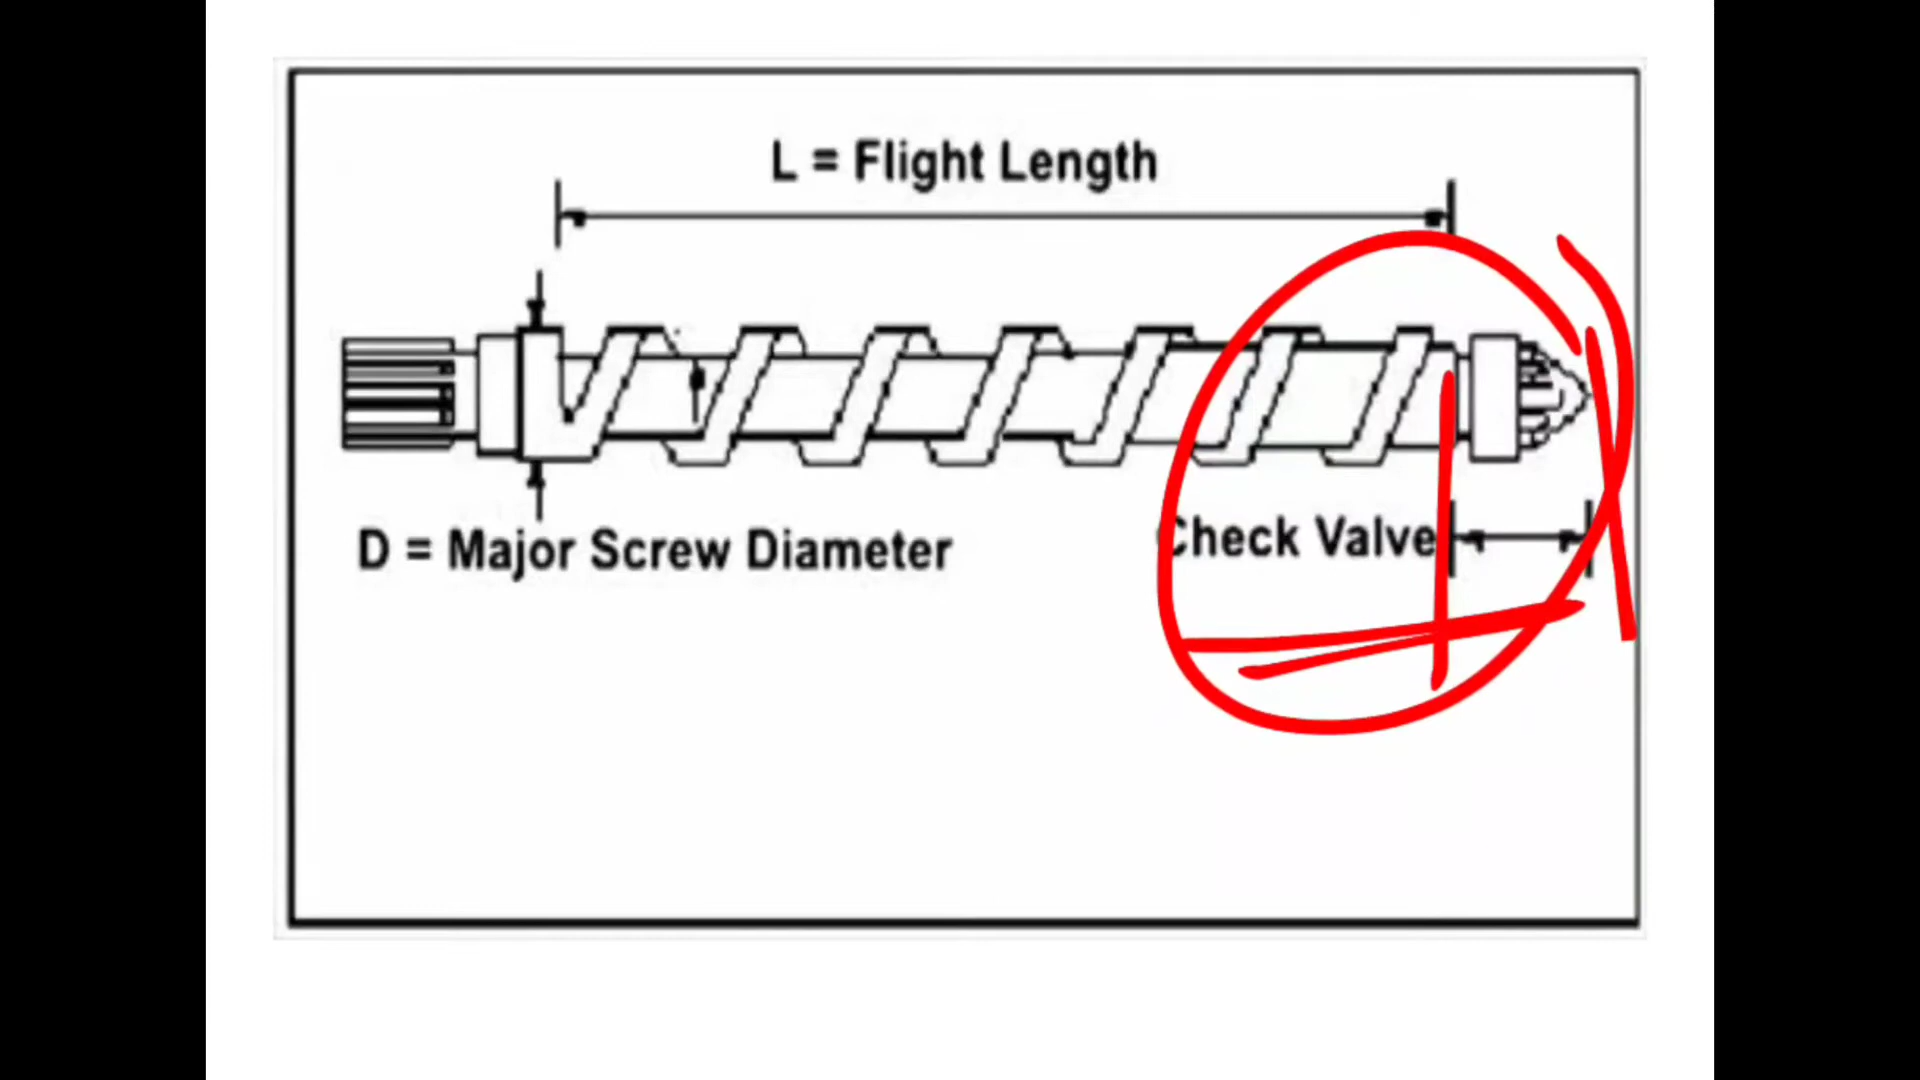 L = Flight Length
D = Major Screw Diameter
Check Valve